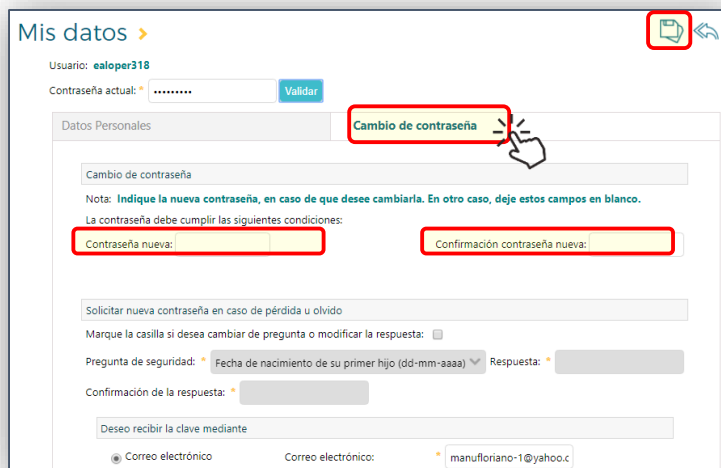 Mis datos >
Usuario: ealoper318
Contraseña actual: * ......... Validar
Datos Personales Cambio de contraseña
Cambio de contraseña
Nota: Indique la nueva contraseña, en caso de que desee cambiarla. En otro caso, deje estos campos en blanco.
La contraseña debe cumplir las siguientes condiciones:
Contraseña nueva: Confirmación contraseña nueva:
Solicitar nueva contraseña en caso de pérdida u olvido
Marque la casilla si desea cambiar de pregunta o modificar la respuesta:
Pregunta de seguridad: * Fecha de nacimiento de su primer hijo (dd-mm-aaaa) Respuesta: *
Confirmación de la respuesta: *
Deseo recibir la clave mediante
Correo electrónico Correo electrónico: * manufloriano-1@yahoo.c